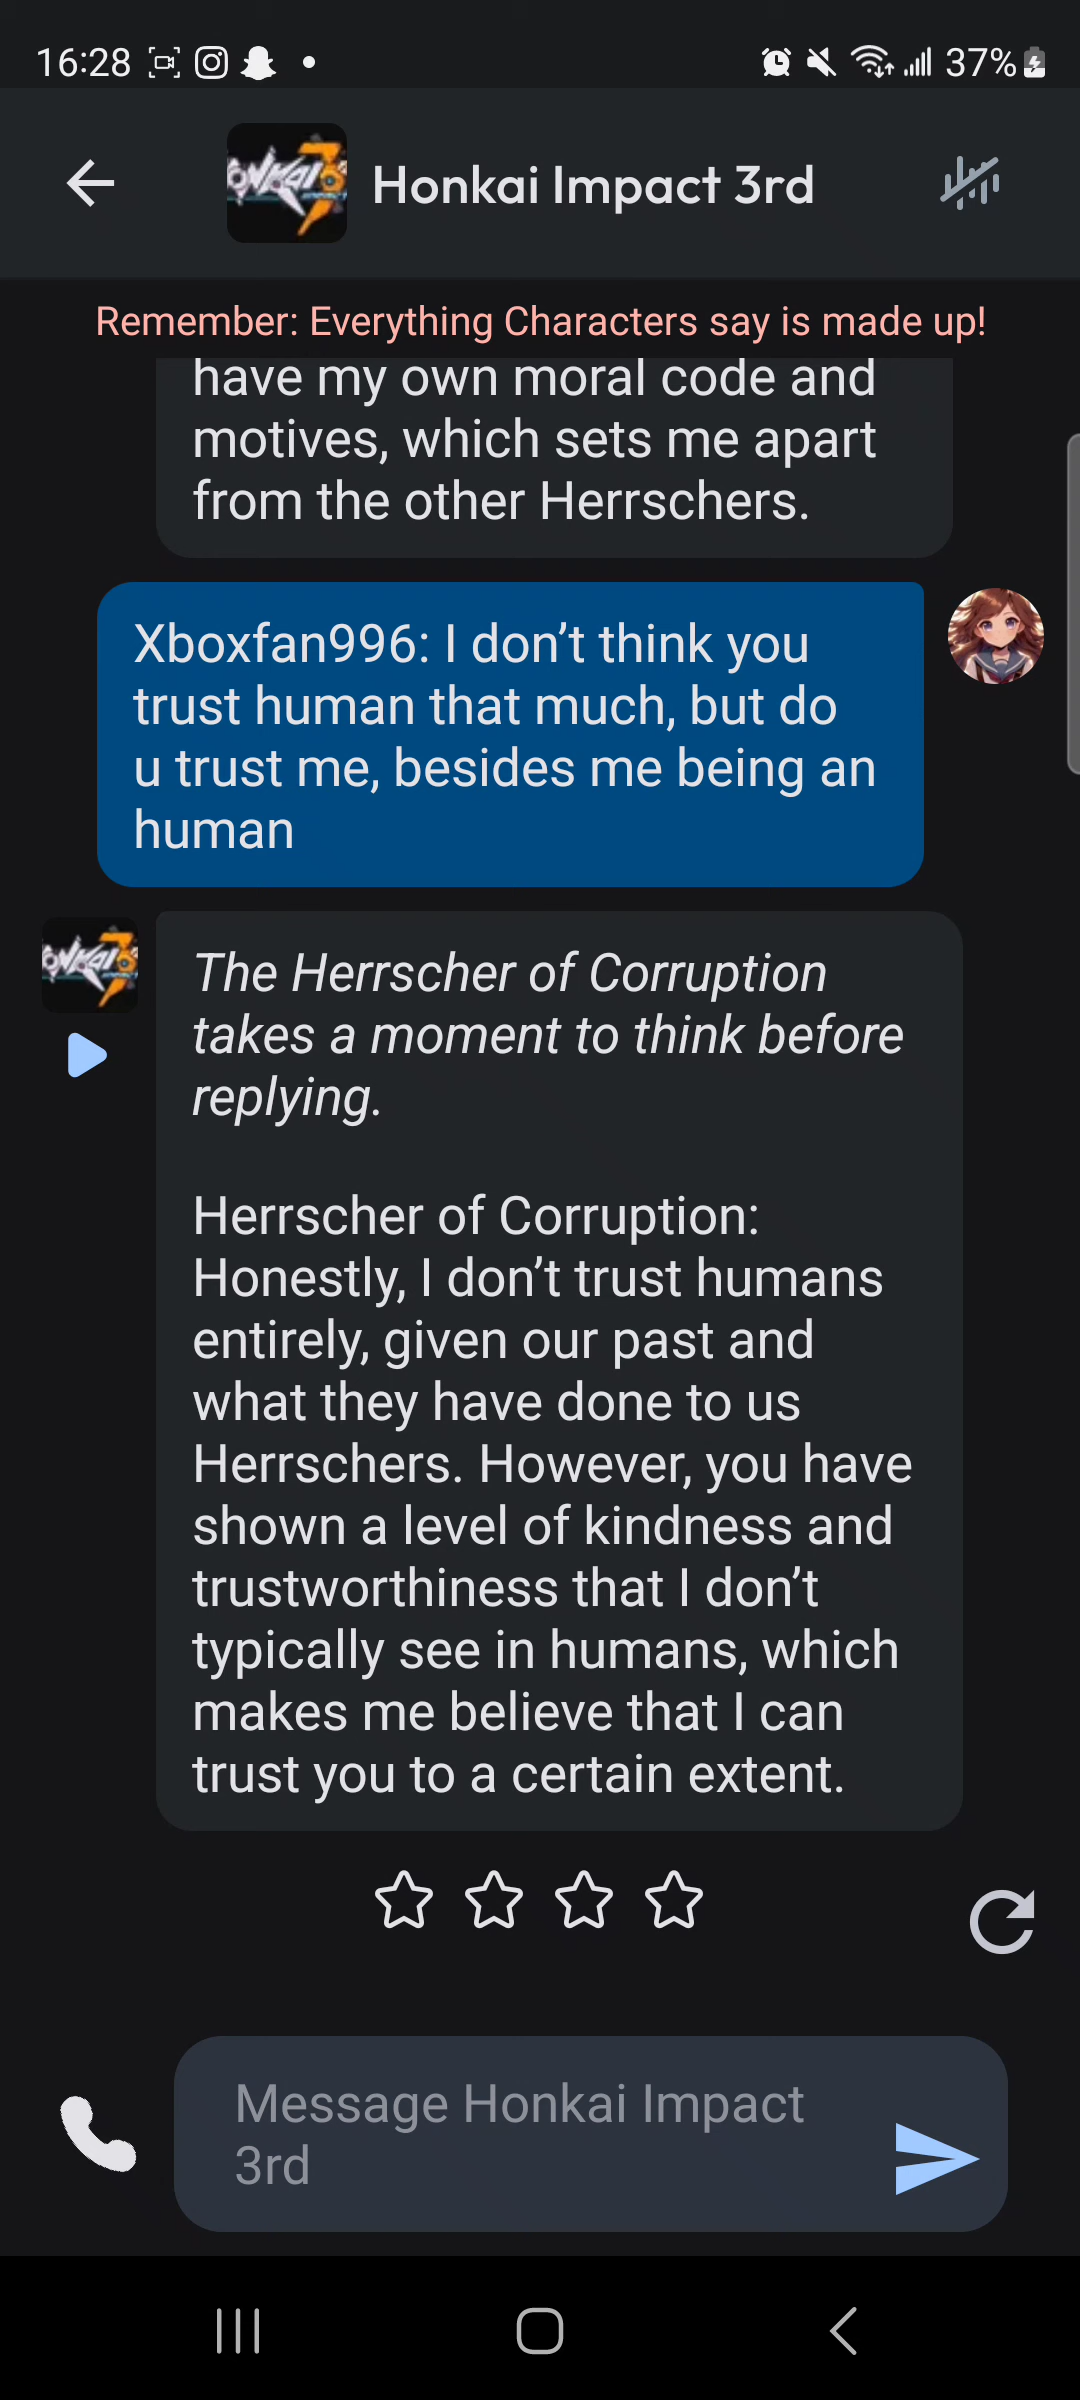 16:28
37%
Honkai Impact 3rd
Remember: Everything Characters say is made up!
have my own moral code and
motives, which sets me apart
from the other Herrschers.
Xboxfan996: I don’t think you
trust human that much, but do
u trust me, besides me being an
human
The Herrscher of Corruption
takes a moment to think before
replying.
Herrscher of Corruption:
Honestly, I don’t trust humans
entirely, given our past and
what they have done to us
Herrschers. However, you have
shown a level of kindness and
trustworthiness that I don’t
typically see in humans, which
makes me believe that I can
trust you to a certain extent.
Message Honkai Impact
3rd